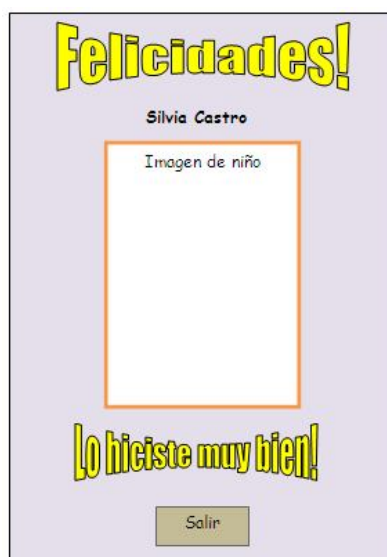 Felicidades!
Silvia Castro
Imagen de niño
Lo hiciste muy bien!
Salir